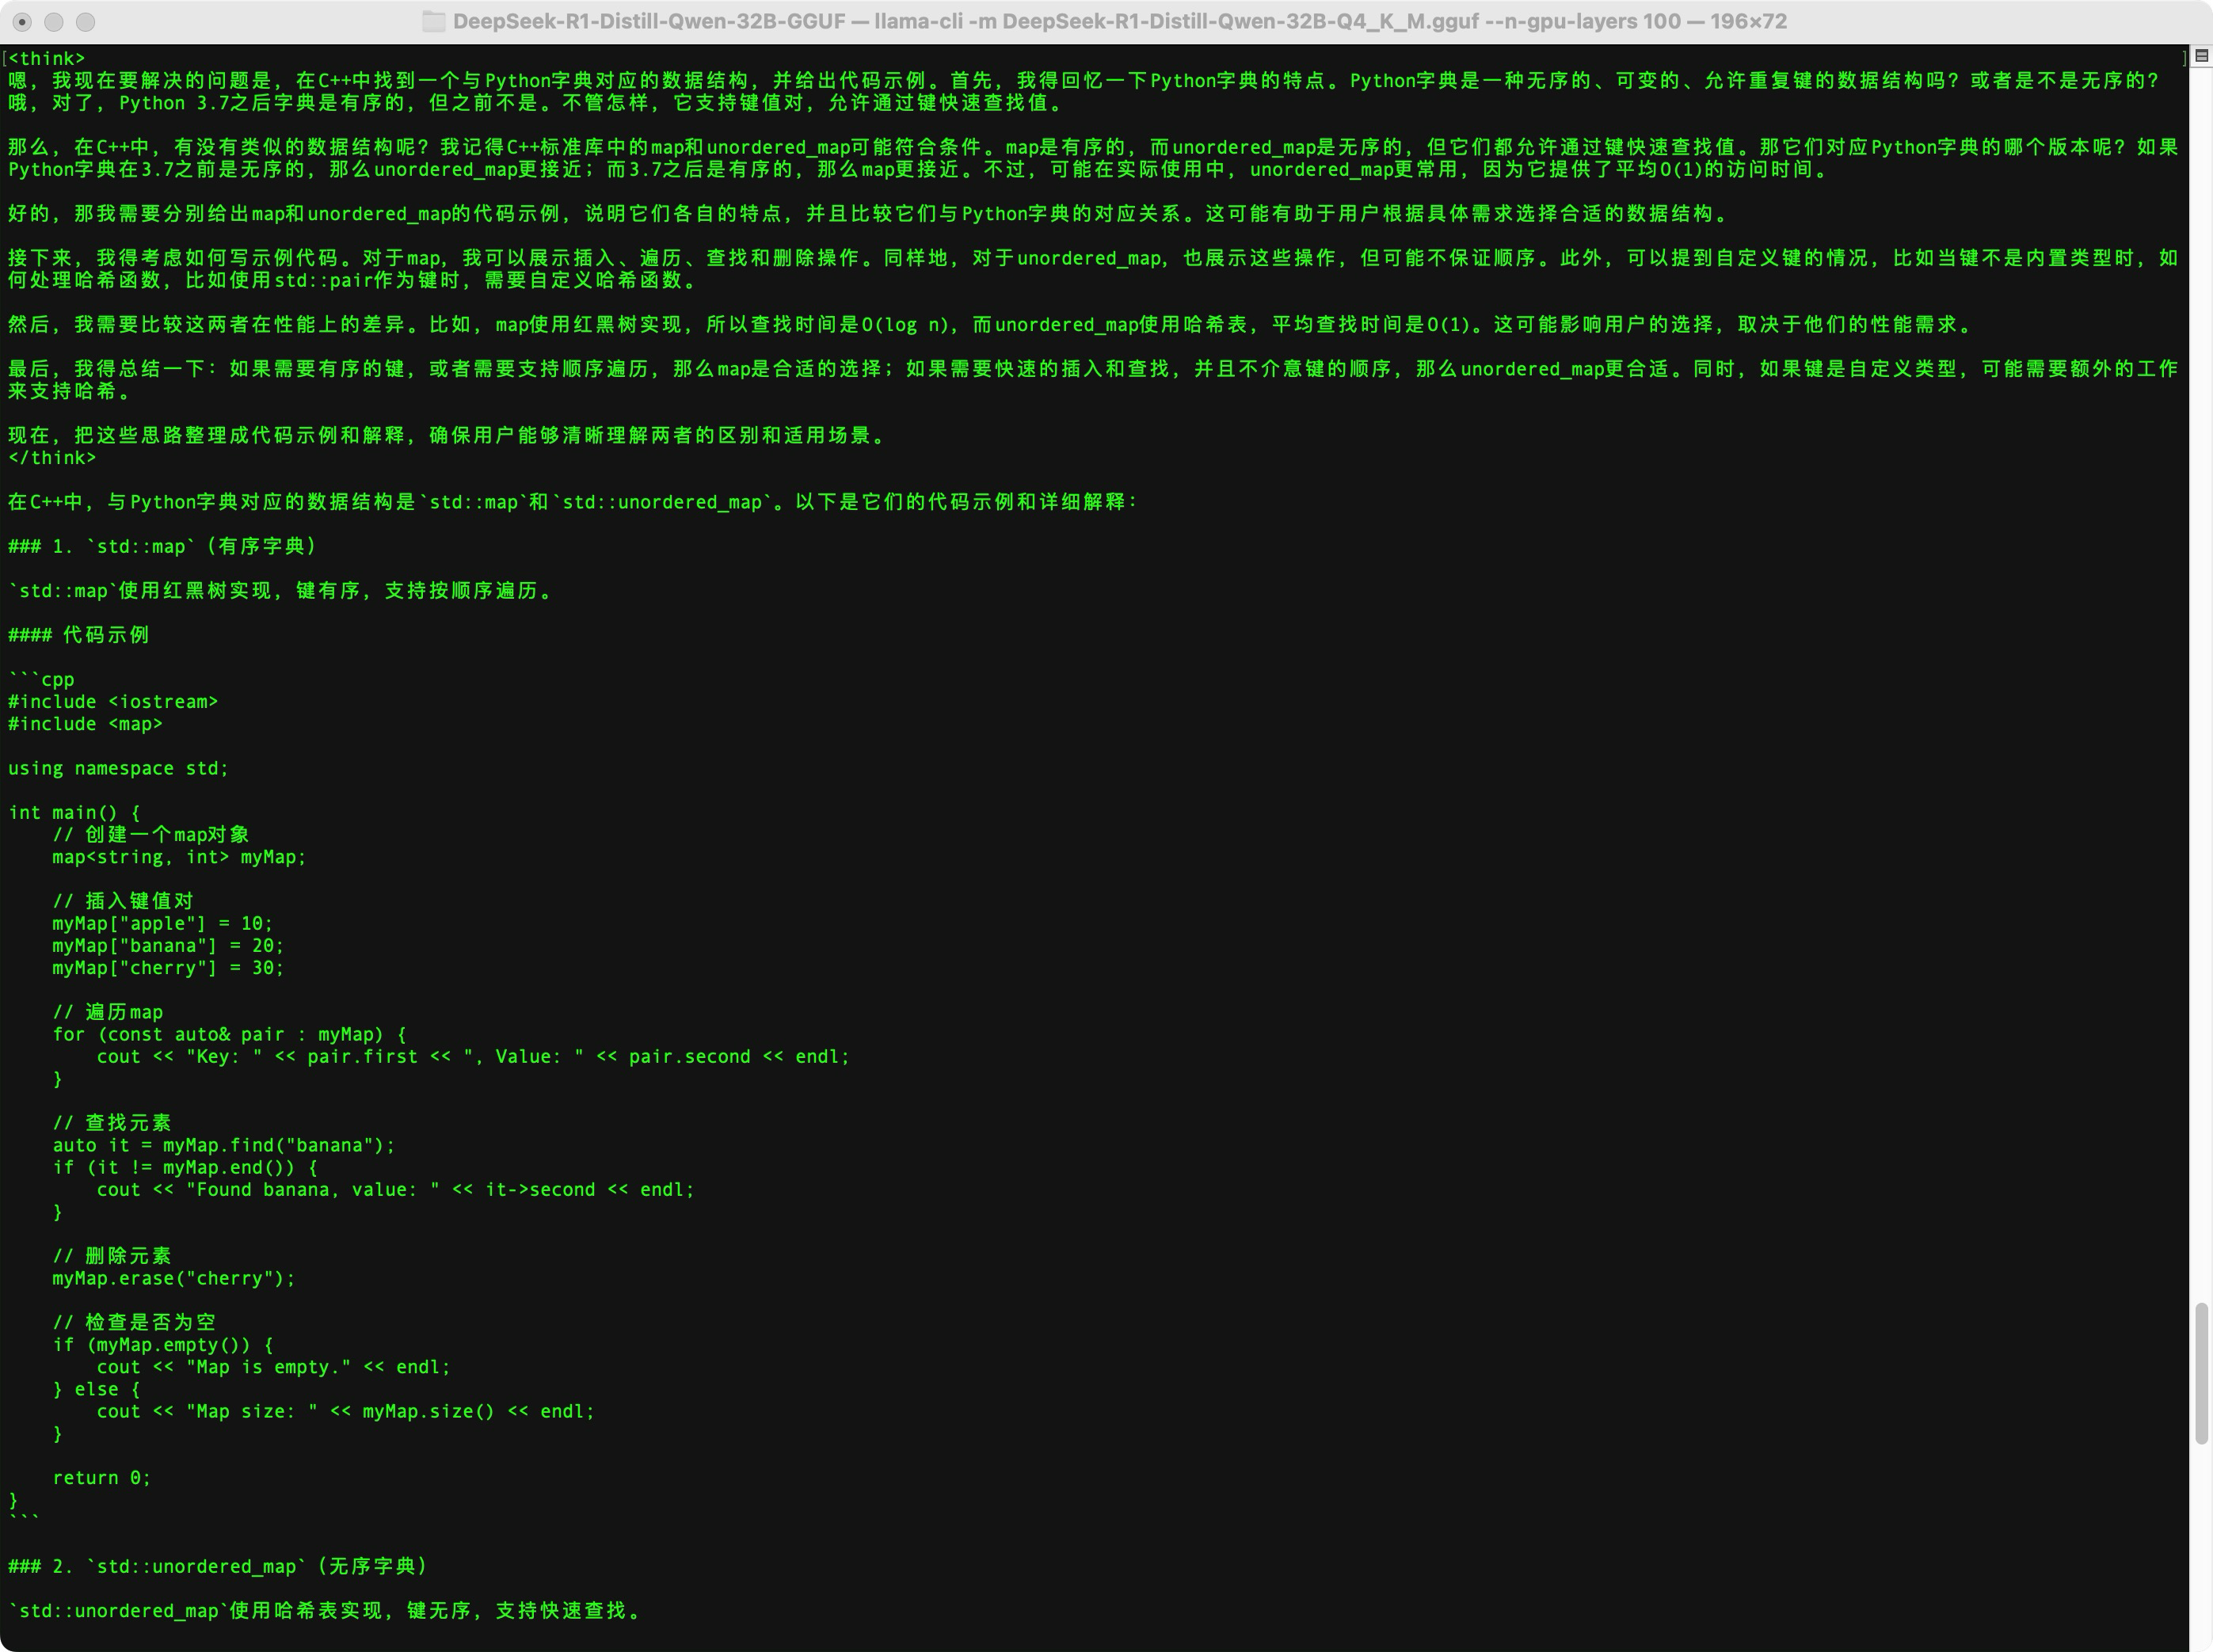 DeepSeek-R1-Distill-Qwen-32B-GGUF — llama-cli -m DeepSeek-R1-Distill-Qwen-32B-Q4_K_M.gguf --n-gpu-layers 100 — 196×72
[<think> ]
嗯，我现在要解决的问题是，在C++中找到一个与Python字典对应的数据结构，并给出代码示例。首先，我得回忆一下Python字典的特点。Python字典是一种无序的、可变的、允许重复键的数据结构吗？或者是不是无序的？
哦，对了，Python 3.7之后字典是有序的，但之前不是。不管怎样，它支持键值对，允许通过键快速查找值。
那么，在C++中，有没有类似的数据结构呢？我记得C++标准库中的map和unordered_map可能符合条件。map是有序的，而unordered_map是无序的，但它们都允许通过键快速查找值。那它们对应Python字典的哪个版本呢？如果
Python字典在3.7之前是无序的，那么unordered_map更接近；而3.7之后是有序的，那么map更接近。不过，可能在实际使用中，unordered_map更常用，因为它提供了平均O(1)的访问时间。
好的，那我需要分别给出map和unordered_map的代码示例，说明它们各自的特点，并且比较它们与Python字典的对应关系。这可能有助于用户根据具体需求选择合适的数据结构。
接下来，我得考虑如何写示例代码。对于map，我可以展示插入、遍历、查找和删除操作。同样地，对于unordered_map，也展示这些操作，但可能不保证顺序。此外，可以提到自定义键的情况，比如当键不是内置类型时，如
何处理哈希函数，比如使用std::pair作为键时，需要自定义哈希函数。
然后，我需要比较这两者在性能上的差异。比如，map使用红黑树实现，所以查找时间是O(log n)，而unordered_map使用哈希表，平均查找时间是O(1)。这可能影响用户的选择，取决于他们的性能需求。
最后，我得总结一下：如果需要有序的键，或者需要支持顺序遍历，那么map是合适的选择；如果需要快速的插入和查找，并且不介意键的顺序，那么unordered_map更合适。同时，如果键是自定义类型，可能需要额外的工作
来支持哈希。
现在，把这些思路整理成代码示例和解释，确保用户能够清晰理解两者的区别和适用场景。
</think>
在C++中，与Python字典对应的数据结构是`std::map`和`std::unordered_map`。以下是它们的代码示例和详细解释：
### 1. `std::map`（有序字典）
`std::map`使用红黑树实现，键有序，支持按顺序遍历。
#### 代码示例
```cpp
#include <iostream>
#include <map>
using namespace std;
int main() {
// 创建一个map对象
map<string, int> myMap;
// 插入键值对
myMap["apple"] = 10;
myMap["banana"] = 20;
myMap["cherry"] = 30;
// 遍历map
for (const auto& pair : myMap) {
cout << "Key: " << pair.first << ", Value: " << pair.second << endl;
}
// 查找元素
auto it = myMap.find("banana");
if (it != myMap.end()) {
cout << "Found banana, value: " << it->second << endl;
}
// 删除元素
myMap.erase("cherry");
// 检查是否为空
if (myMap.empty()) {
cout << "Map is empty." << endl;
} else {
cout << "Map size: " << myMap.size() << endl;
}
return 0;
}
```
### 2. `std::unordered_map`（无序字典）
`std::unordered_map`使用哈希表实现，键无序，支持快速查找。